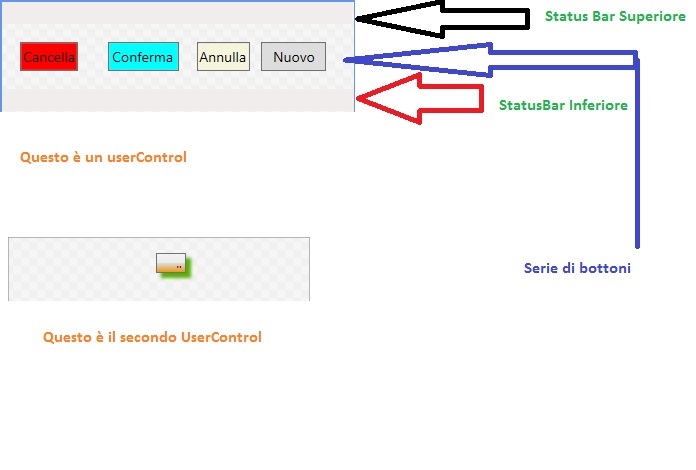 Status Bar Superiore
Cancella Conferma Annulla Nuovo
StatusBar Inferiore
Questo è un userControl
Serie di bottoni
..
Questo è il secondo UserControl